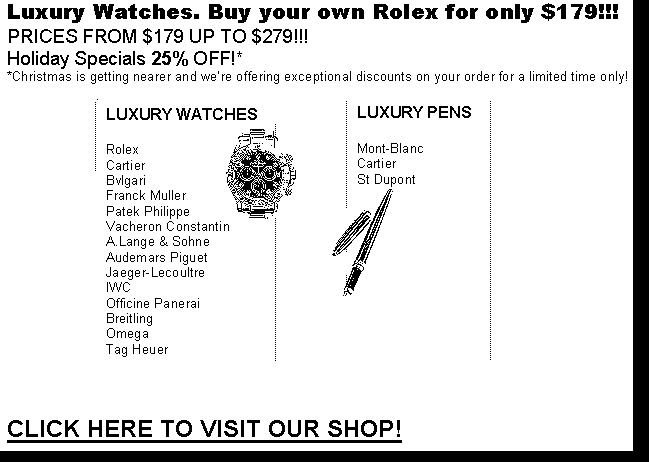 Luxury Watches. Buy your own Rolex for only $179!!!
PRICES FROM $179 UP TO $279!!!
Holiday Specials 25% OFF!*
*Christmas is getting nearer and we're offering exceptional discounts on your order for a limited time only!
LUXURY WATCHES
Rolex
Cartier
Bvlgari
Franck Muller
Patek Philippe
Vacheron Constantin
A.Lange & Sohne
Audemars Piguet
Jaeger-Lecoultre
IWC
Officine Panerai
Breitling
Omega
Tag Heuer
LUXURY PENS
Mont-Blanc
Cartier
St Dupont
CLICK HERE TO VISIT OUR SHOP!